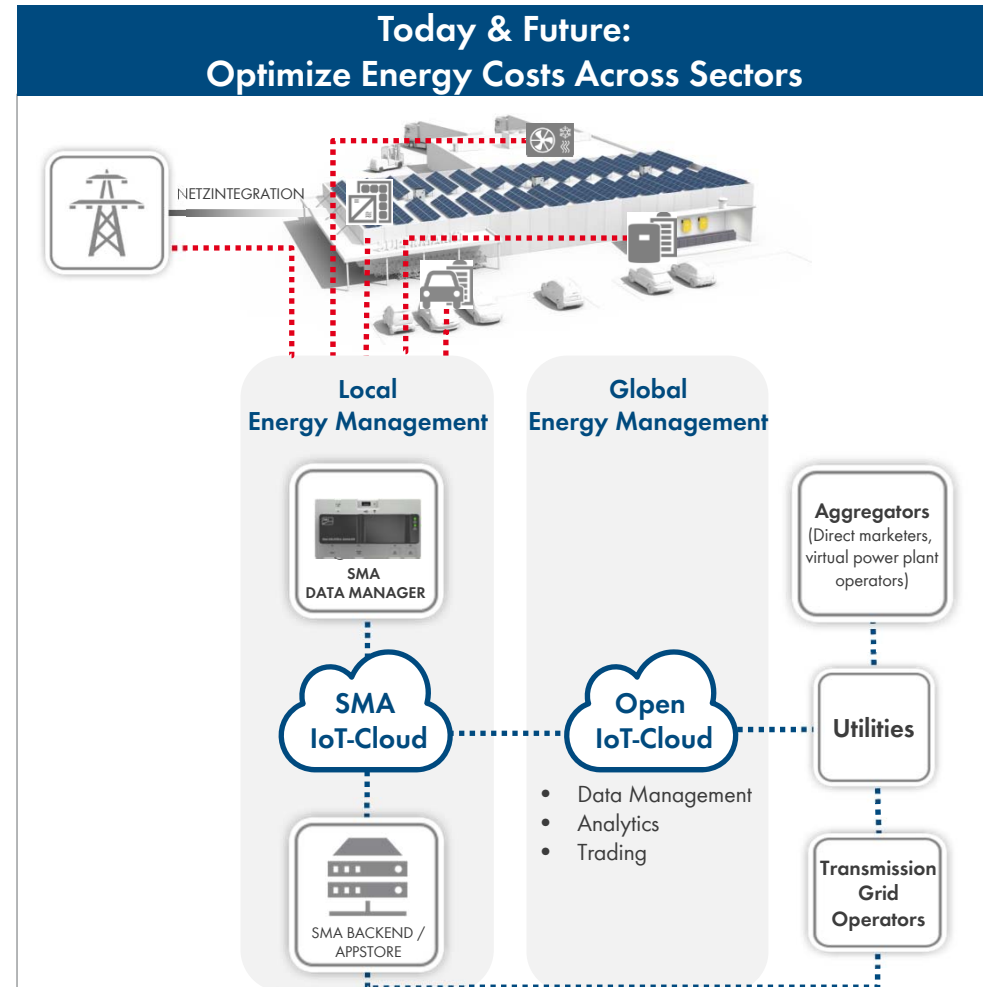 Today & Future:
Optimize Energy Costs Across Sectors
NETZINTEGRATION
Local
Energy Management
Global
Energy Management
SMA
DATA MANAGER
Aggregators
(Direct marketers,
virtual power plant
operators)
SMA
IoT-Cloud
Open
IoT-Cloud
Utilities
• Data Management
• Analytics
• Trading
Transmission
Grid
Operators
SMA BACKEND /
APPSTORE